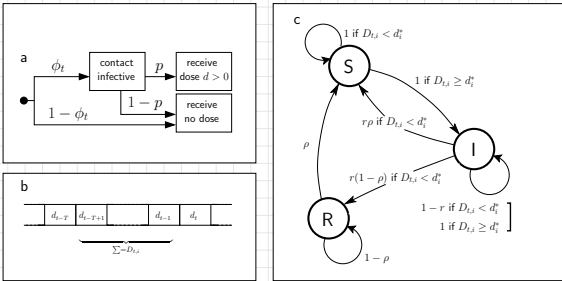 a
ϕ_t
contact
infective
p
receive
dose d > 0
1 − p
1 − ϕ_t
receive
no dose
b
d_{t−T} d_{t−T+1} d_{t−1} d_t
∑=D_{t,i}
c
1 if D_{t,i} < d_i^*
S
1 if D_{t,i} ≥ d_i^*
rρ if D_{t,i} < d_i^*
I
ρ
r(1 − ρ) if D_{t,i} < d_i^*
1 − r if D_{t,i} < d_i^*
1 if D_{t,i} ≥ d_i^*
R
1 − ρ